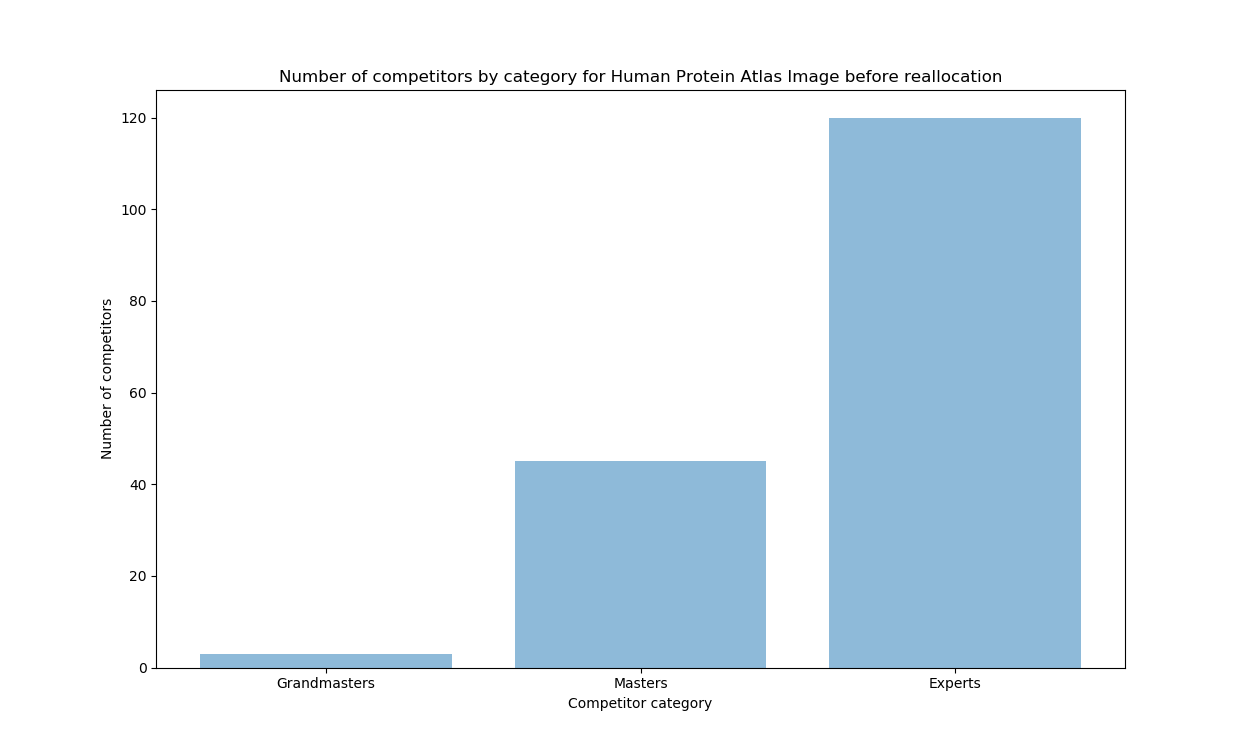 Number of competitors by category for Human Protein Atlas Image before reallocation
120
100
80
60
40
20
0
Number of competitors
Grandmasters Masters Experts
Competitor category